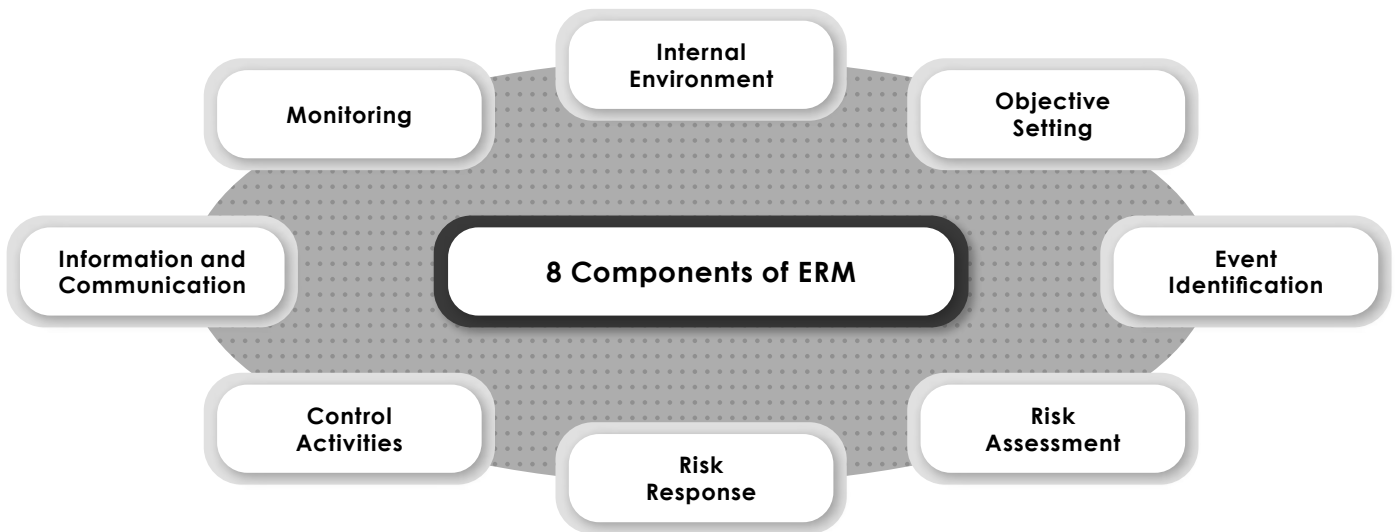 Internal
Environment
Monitoring
Objective
Setting
Information and
Communication
8 Components of ERM
Event
Identification
Control
Activities
Risk
Assessment
Risk
Response